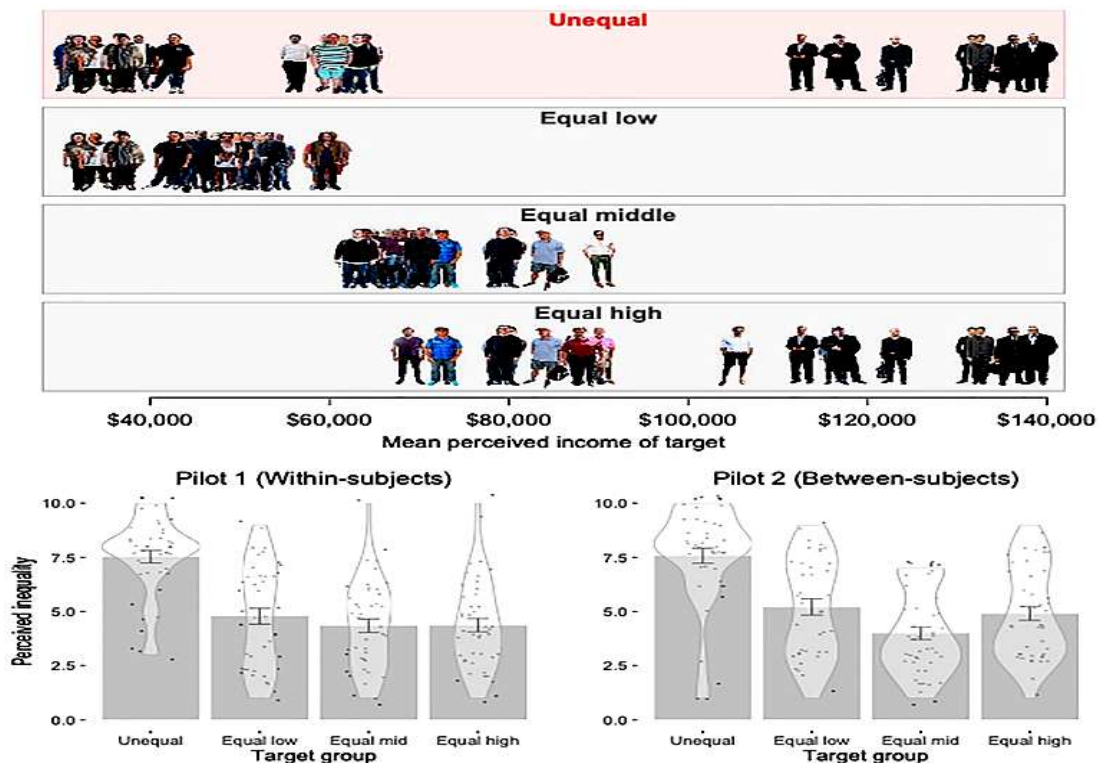 Unequal
Equal low
Equal middle
Equal high
$40,000 $60,000 $80,000 $100,000 $120,000 $140,000
Mean perceived income of target
Pilot 1 (Within-subjects)
10.0
7.5
5.0
2.5
0.0
Perceived inequality
Unequal Equal low Equal mid Equal high
Target group
Pilot 2 (Between-subjects)
10.0
7.5
5.0
2.5
0.0
Unequal Equal low Equal mid Equal high
Target group